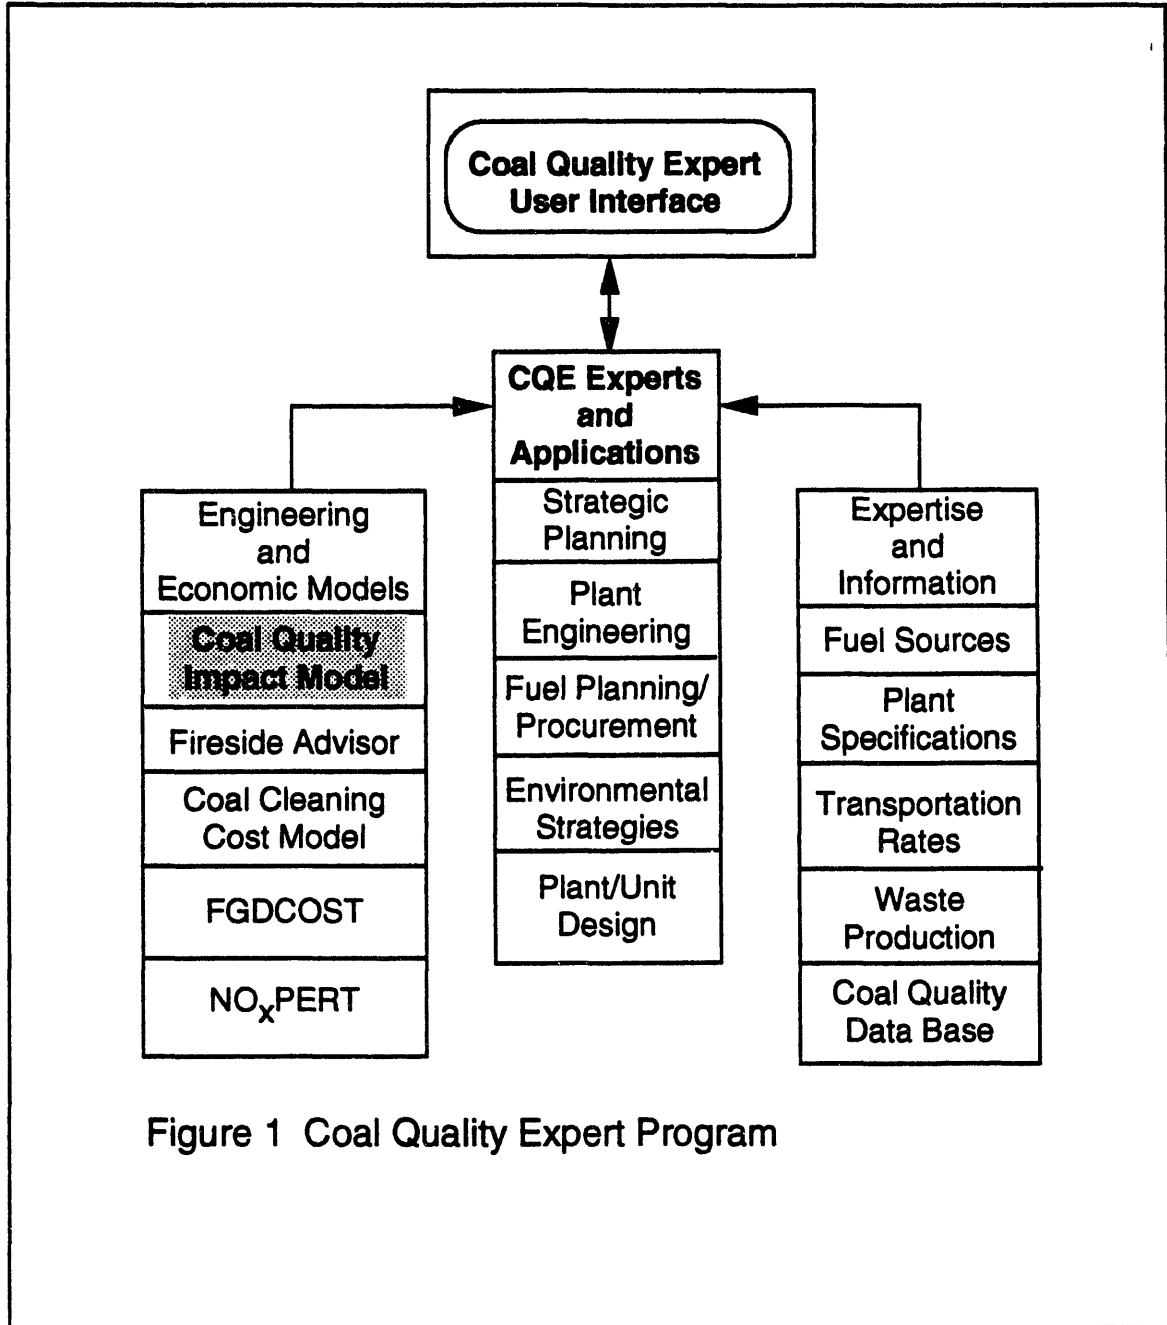 Coal Quality Expert
User Interface
CQE Experts
and
Applications
Strategic
Planning
Plant
Engineering
Fuel Planning/
Procurement
Environmental
Strategies
Plant/Unit
Design
Engineering
and
Economic Models
Coal Quality
Impact Model
Fireside Advisor
Coal Cleaning
Cost Model
FGDCOST
NOxPERT
Expertise
and
Information
Fuel Sources
Plant
Specifications
Transportation
Rates
Waste
Production
Coal Quality
Data Base
Figure 1 Coal Quality Expert Program